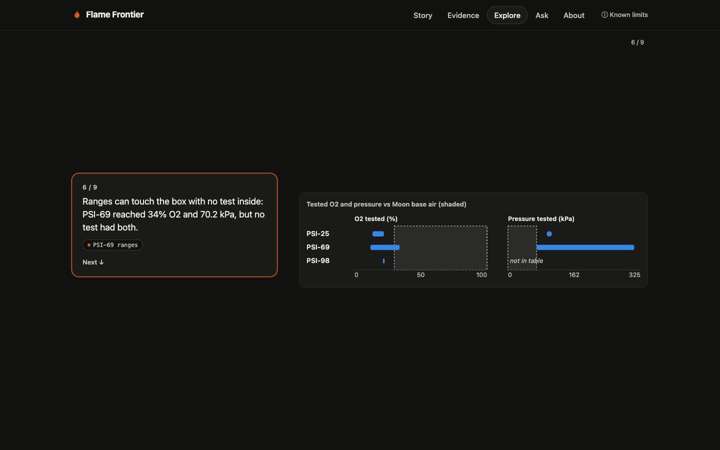 Flame Frontier
Story Evidence Explore Ask About ⓘ Known limits
6 / 9
6 / 9
Ranges can touch the box with no test inside:
PSI-69 reached 34% O2 and 70.2 kPa, but no
test had both.
PSI-69 ranges
Next ↓
Tested O2 and pressure vs Moon base air (shaded)
O2 tested (%) Pressure tested (kPa)
PSI-25
PSI-69
PSI-98 not in table
0 50 100 0 162 325